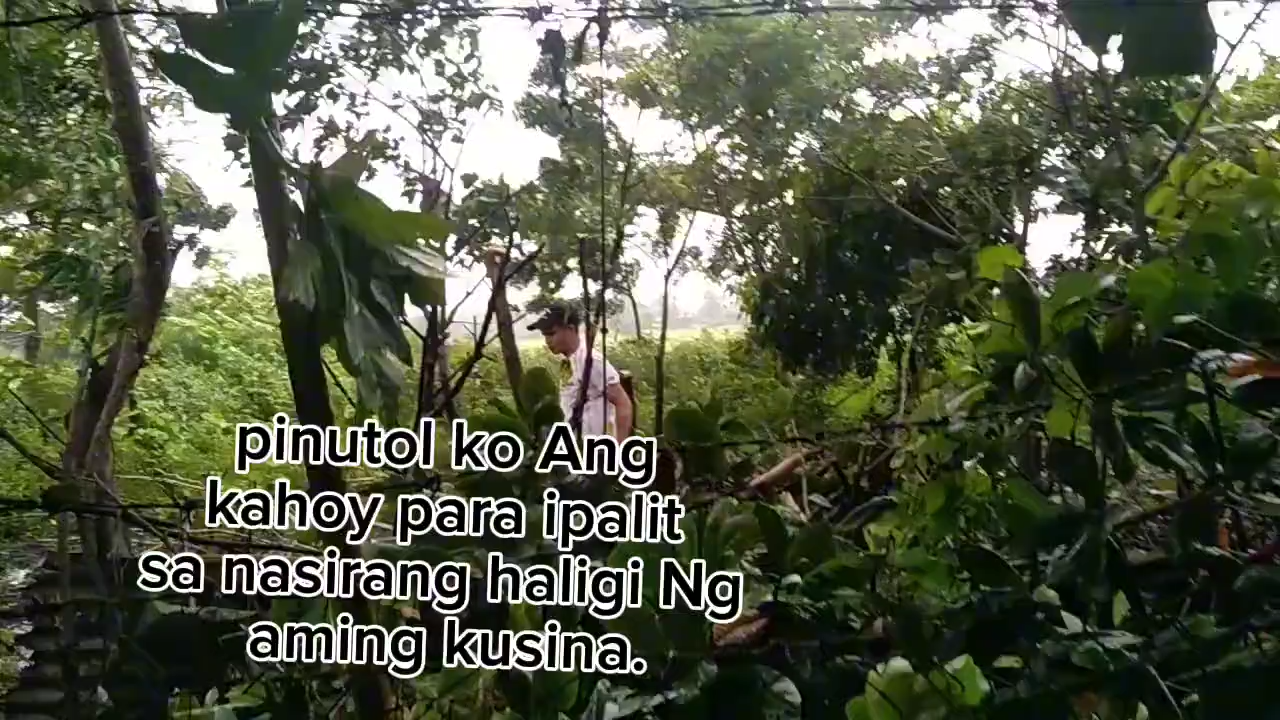 pinutol ko Ang
kahoy para ipalit
sa nasirang haligi Ng
aming kusina.